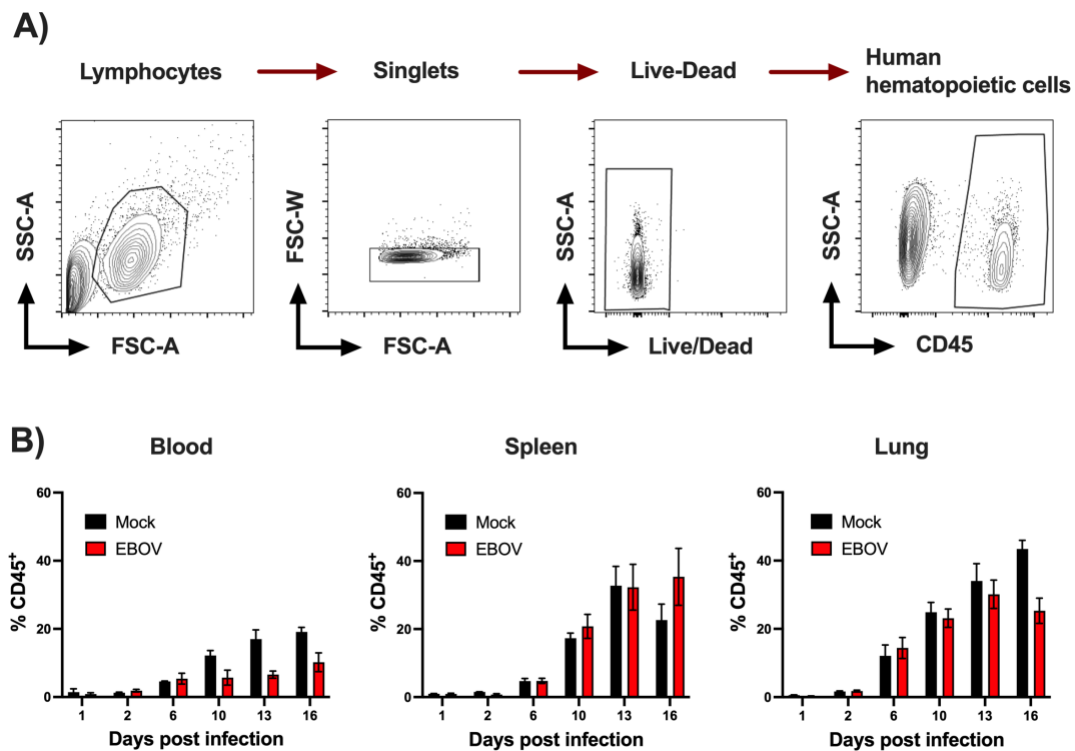 A)
Lymphocytes
Singlets
Live-Dead
Human
hematopoietic cells
SSC-A
FSC-A
FSC-W
FSC-A
SSC-A
Live/Dead
SSC-A
CD45
B)
Blood
% CD45+
60
40
20
0
Mock
EBOV
1 2 6 10 13 16
Days post infection
Spleen
% CD45+
60
40
20
0
Mock
EBOV
1 2 6 10 13 16
Days post infection
Lung
% CD45+
60
40
20
0
Mock
EBOV
1 2 6 10 13 16
Days post infection